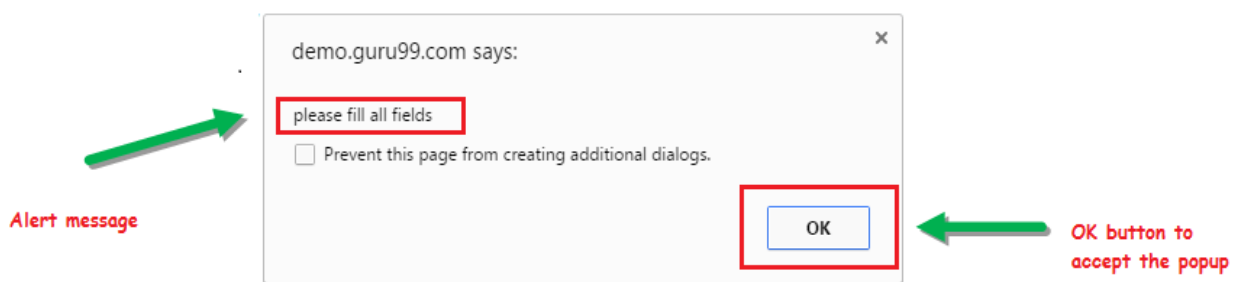 demo.guru99.com says:
please fill all fields
Prevent this page from creating additional dialogs.
Alert message
OK
OK button to
accept the popup